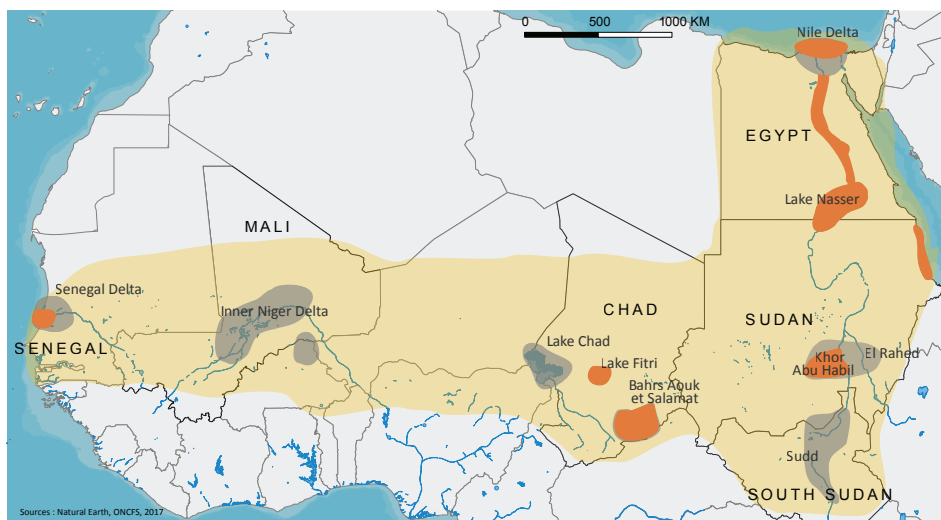 0 500 1000 KM
Nile Delta
EGYPT
Lake Nasser
MALI
Senegal Delta
Inner Niger Delta
SENEGAL
CHAD
SUDAN
Lake Chad
Lake Fitri
Khor
Abu Habil
El Rahed
Bahrs Aouk
et Salamat
Sudd
SOUTH SUDAN
Sources : Natural Earth, ONCFS, 2017